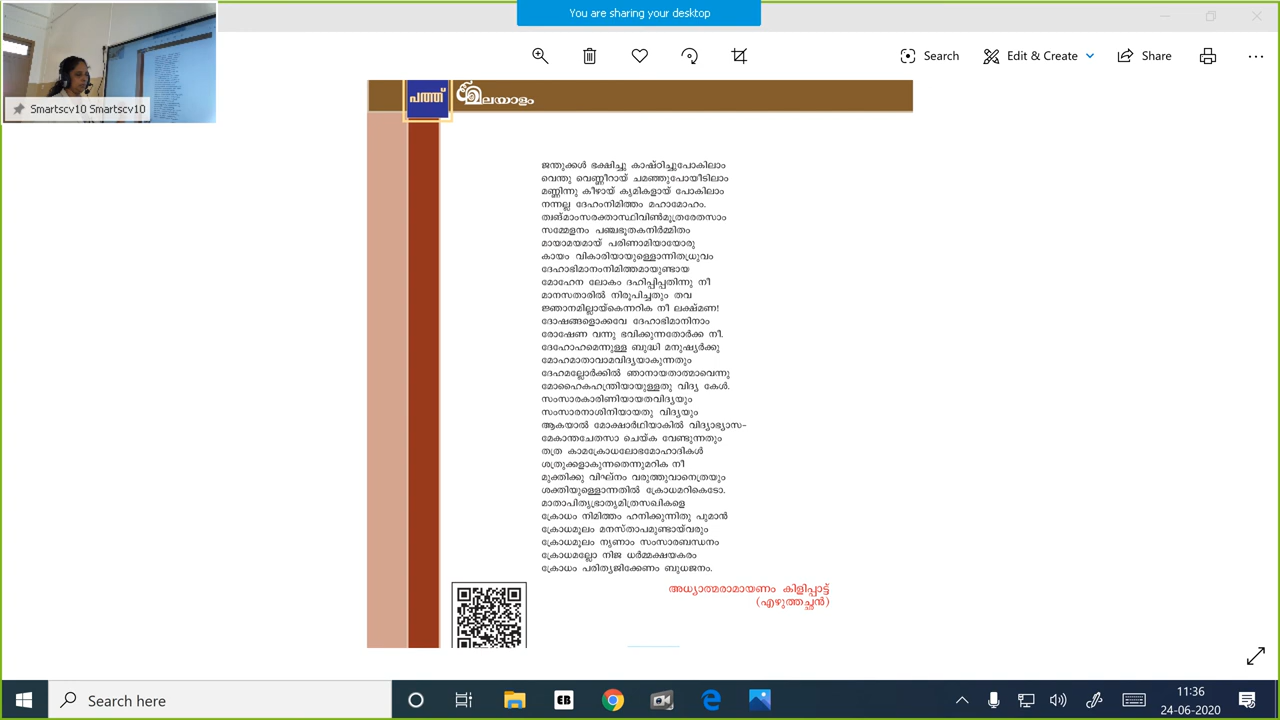 You are sharing your desktop
Smartscv10 Smartscv10
Search
Edit & Create
Share
പത്ത്
മലയാളം
ജന്തുക്കൾ ഭക്ഷിച്ചു കാഷ്ഠിച്ചുപോകിലാം
വെന്തു വെണ്ണീറായ് ചമഞ്ഞുപോയീടിലാം
മണ്ണിന്നു കീഴായ് കൃമികളായ് പോകിലാം
നന്നല്ല ദേഹംനിമിത്തം മഹാമോഹം.
ത്വങ്മാംസരക്താസ്ഥിവിൺമൂത്രരേതസാം
സമ്മേളനം പഞ്ചഭൂതകനിർമ്മിതം
മായാമയമായ് പരിണാമിയായോരു
കായം വികാരിയായുള്ളൊന്നിതധ്രുവം
ദേഹാഭിമാനംനിമിത്തമായുണ്ടായ
മോഹേന ലോകം ദഹിപ്പിപ്പതിന്നു നീ
മാനസതാരിൽ നിരൂപിച്ചതും തവ
ജ്ഞാനമില്ലായ്കെന്നറിക നീ ലക്ഷ്മണ!
ദോഷങ്ങളൊക്കവേ ദേഹാഭിമാനിനാം
രോഷേണ വന്നു ഭവിക്കുന്നതോർക്ക നീ.
ദേഹോഹമെന്നുള്ള ബുദ്ധി മനുഷ്യർക്കു
മോഹമാതാവാമവിദ്യയാകുന്നതും
ദേഹമല്ലോർക്കിൽ ഞാനായതാത്മാവെന്നു
മോഹൈകഹന്ത്രിയായുള്ളതു വിദ്യ കേൾ.
സംസാരകാരിണിയായതവിദ്യയും
സംസാരനാശിനിയായതു വിദ്യയും
ആകയാൽ മോക്ഷാർഥിയാകിൽ വിദ്യാഭ്യാസ-
മേകാന്തചേതസാ ചെയ്ക വേണ്ടുന്നതും
തത്ര കാമക്രോധലോഭമോഹാദികൾ
ശത്രുക്കളാകുന്നതെന്നുമറിക നീ
മുക്തിക്കു വിഘ്നം വരുത്തുവാനെത്രയും
ശക്തിയുള്ളൊന്നതിൽ ക്രോധമറികെടോ.
മാതാപിതൃഭ്രാതൃമിത്രസഖികളെ
ക്രോധം നിമിത്തം ഹനിക്കുന്നിതു പുമാൻ
ക്രോധമൂലം മനസ്താപമുണ്ടായ്‌വരും
ക്രോധമൂലം നൃണാം സംസാരബന്ധനം
ക്രോധമല്ലോ നിജ ധർമ്മക്ഷയകരം
ക്രോധം പരിത്യജിക്കേണം ബുധജനം.
അധ്യാത്മരാമായണം കിളിപ്പാട്ട്
(എഴുത്തച്ഛൻ)
Search here
11:36
24-06-2020